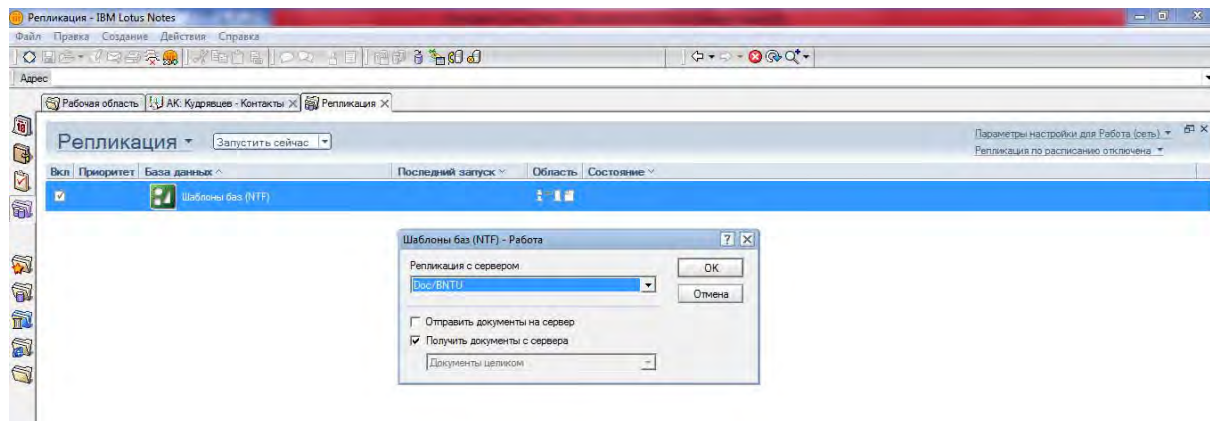 Репликация - IBM Lotus Notes
Файл Правка Создание Действия Справка
Адрес
Рабочая область АК: Кудрявцев - Контакты Репликация
Репликация Запустить сейчас
Параметры настройки для Работа (сеть)
Репликация по расписанию отключена
Вкл Приоритет База данных Последний запуск Область Состояние
Шаблоны баз (NTF)
Шаблоны баз (NTF) - Работа
Репликация с сервером
OK
Doc/BNTU
Отмена
Отправить документы на сервер
Получить документы с сервера
Документы целиком